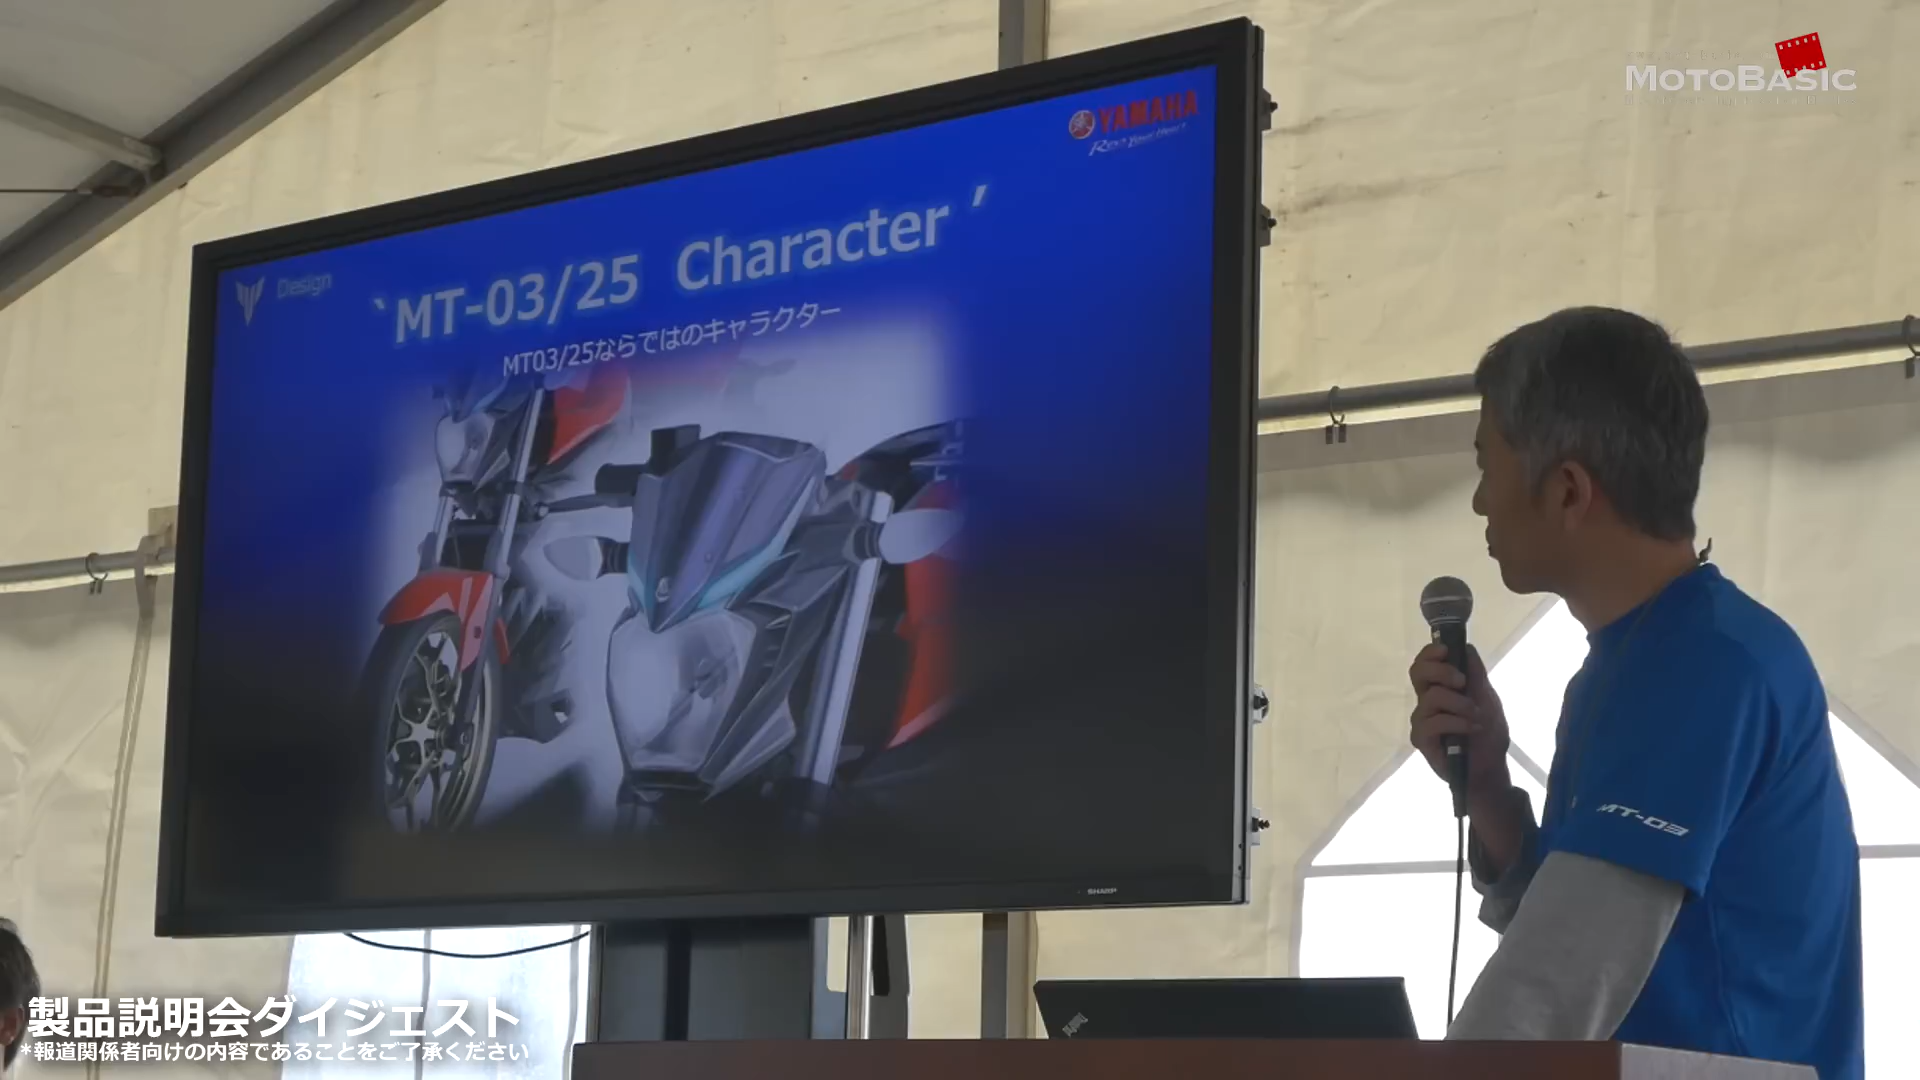 MOTOBASIC
YAMAHA
Revs Your Heart
Design
`MT-03/25 Character ’
MT03/25ならではのキャラクター
MT-03
SHARP
製品説明会ダイジェスト
*報道関係者向けの内容であることをご了承ください